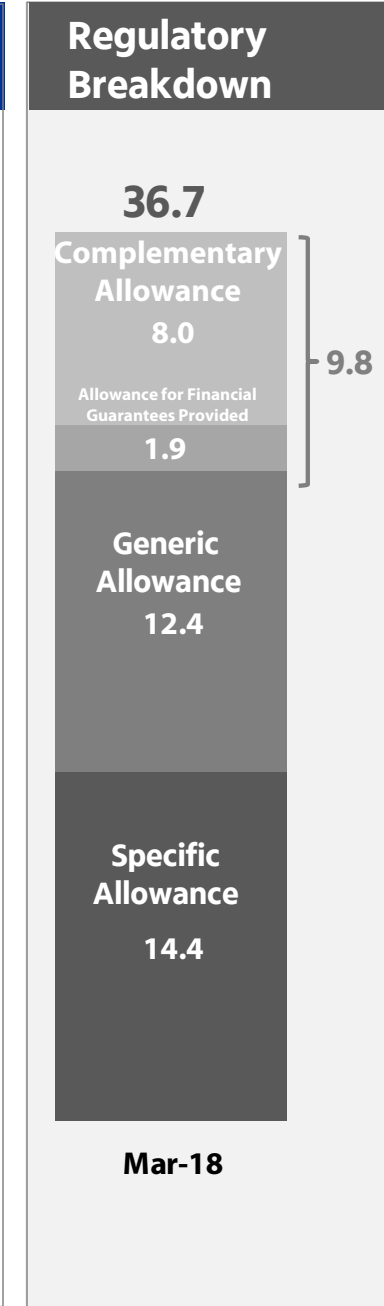 Regulatory
Breakdown
36.7
Complementary
Allowance
8.0
9.8
Allowance for Financial
Guarantees Provided
1.9
Generic
Allowance
12.4
Specific
Allowance
14.4
Mar-18